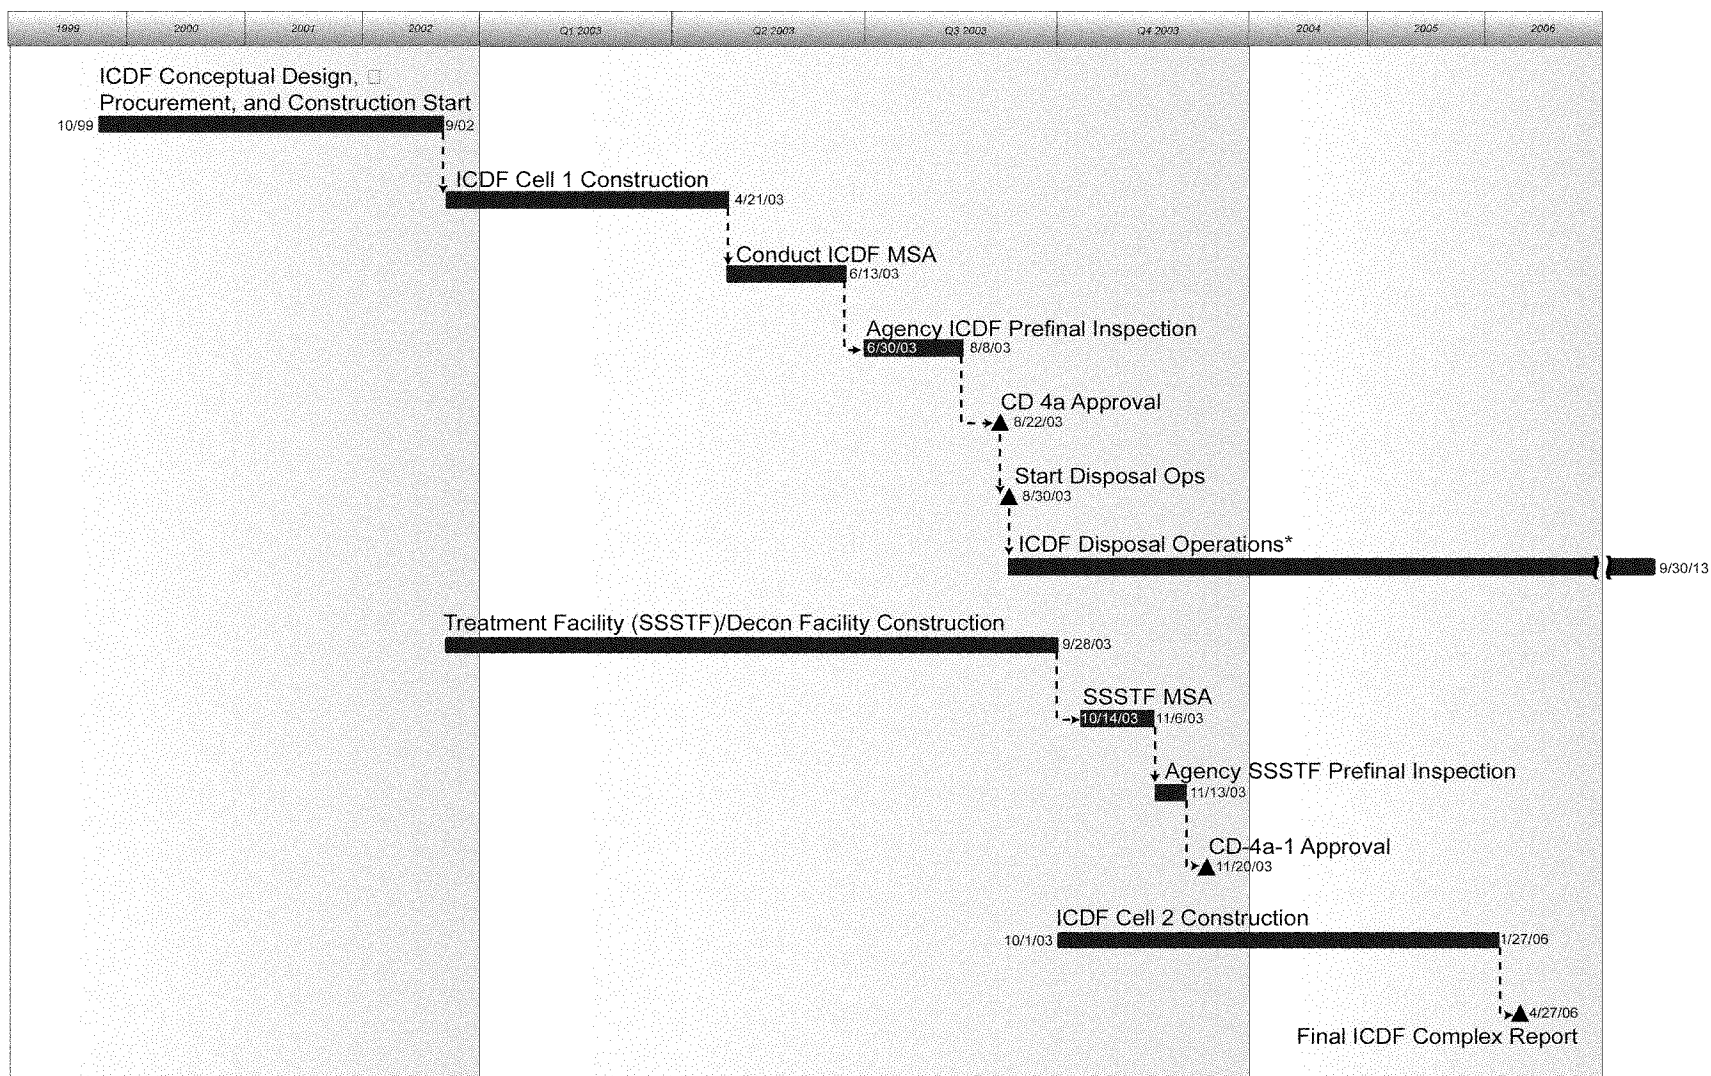 1999 2000 2001 2002 Q1 2003 Q2 2003 Q3 2003 Q4 2003 2004 2005 2006
ICDF Conceptual Design, □
Procurement, and Construction Start
10/99 9/02
ICDF Cell 1 Construction
4/21/03
Conduct ICDF MSA
6/13/03
Agency ICDF Prefinal Inspection
6/30/03 8/8/03
CD 4a Approval
8/22/03
Start Disposal Ops
8/30/03
ICDF Disposal Operations*
9/30/13
Treatment Facility (SSSTF)/Decon Facility Construction
9/28/03
SSSTF MSA
10/14/03 11/6/03
Agency SSSTF Prefinal Inspection
11/13/03
CD-4a-1 Approval
11/20/03
ICDF Cell 2 Construction
10/1/03 1/27/06
4/27/06
Final ICDF Complex Report